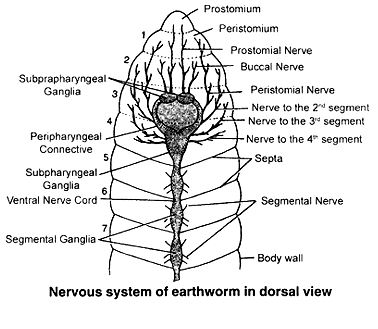 Prostomium
Peristomium
1
Prostomial Nerve
2
Buccal Nerve
Subprapharyngeal
Ganglia
Peristomial Nerve
3
Nerve to the 2nd segment
4
Nerve to the 3rd segment
Peripharyngeal
Connective
Nerve to the 4th segment
5
Septa
Subpharyngeal
Ganglia
6
Ventral Nerve Cord
Segmental Nerve
7
Segmental Ganglia
Body wall
Nervous system of earthworm in dorsal view